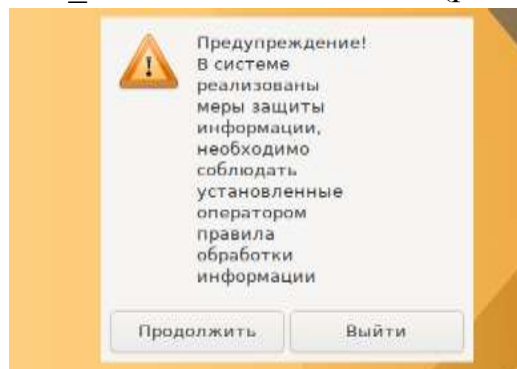 Предупреждение!
В системе
реализованы
меры защиты
информации,
необходимо
соблюдать
установленные
оператором
правила
обработки
информации
Продолжить Выйти